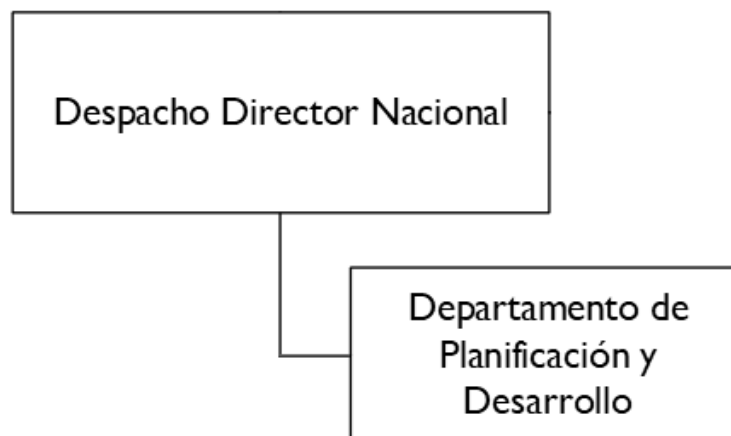 Despacho Director Nacional
Departamento de
Planificación y
Desarrollo